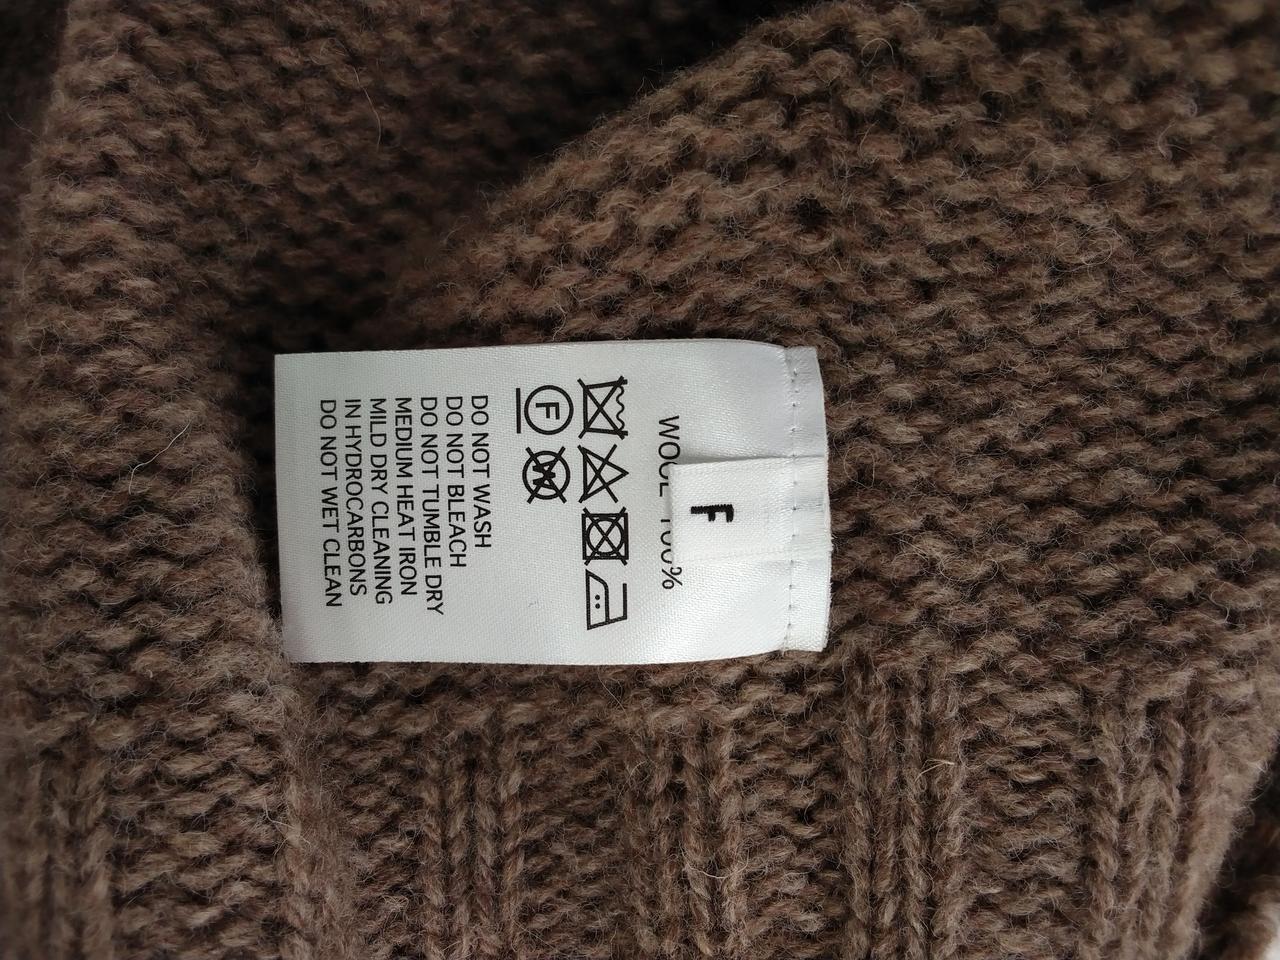 F
WOOL 100%
F
W
DO NOT WASH
DO NOT BLEACH
DO NOT TUMBLE DRY
MEDIUM HEAT IRON
MILD DRY CLEANING
IN HYDROCARBONS
DO NOT WET CLEAN